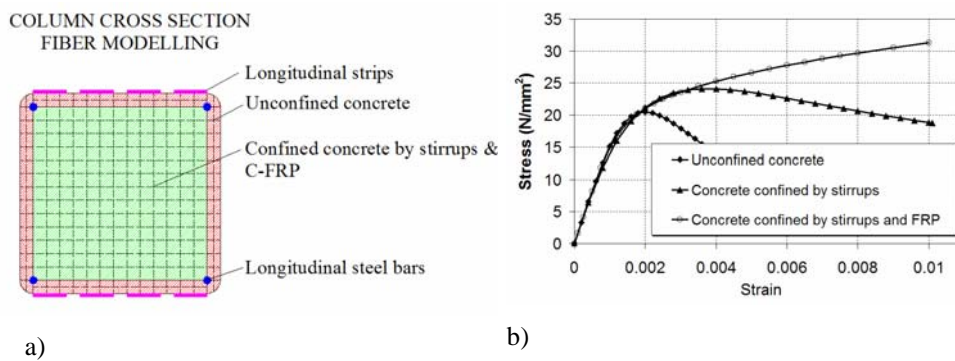 COLUMN CROSS SECTION
FIBER MODELLING
Longitudinal strips
Unconfined concrete
Confined concrete by stirrups &
C-FRP
Longitudinal steel bars
a)
b)
Stress (N/mm²)
35
30
25
20
15
10
5
0
0
0.002
0.004
0.006
0.008
0.01
Strain
Unconfined concrete
Concrete confined by stirrups
Concrete confined by stirrups and FRP